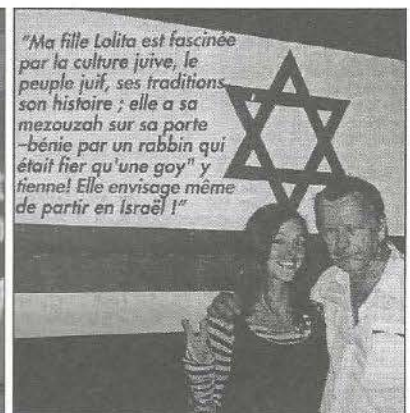 "Ma fille Lolita est fascinée
par la culture juive, le
peuple juif, ses traditions,
son histoire ; elle a sa
mezouzah sur sa porte
–bénie par un rabbin qui
était fier qu'une goy" y
tienne! Elle envisage même
de partir en Israël !"